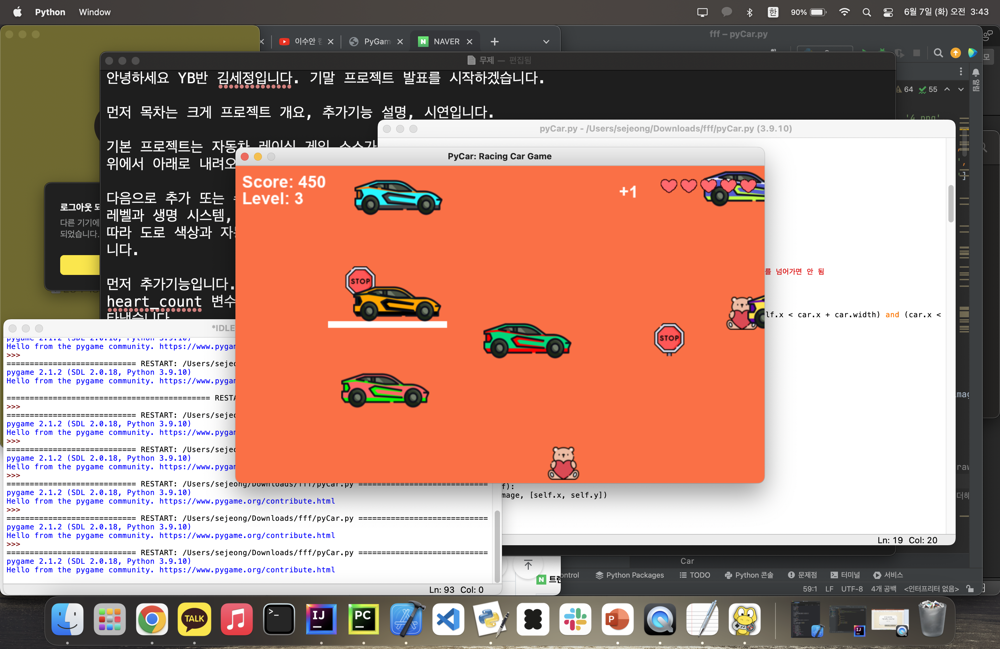 Python Window
90%
6월 7일 (화) 오전 3:43
이수안 컴
PyGam
NAVER
fff – pyCar.py
무제 — 편집됨
안녕하세요 YB반 김세정입니다. 기말 프로젝트 발표를 시작하겠습니다.
먼저 목차는 크게 프로젝트 개요, 추가기능 설명, 시연입니다.
기본 프로젝트는 자동차 레이싱 게임 소스가
위에서 아래로 내려오
다음으로 추가 또는
레벨과 생명 시스템,
따라 도로 색상과 자
니다.
먼저 추가기능입니다.
heart_count 변수
타냈습니다
로그아웃 되
다른 기기에
되었습니다.
64 55
알림
'4.png'
pyCar.py - /Users/sejeong/Downloads/fff/pyCar.py (3.9.10)
를 넘어가면 안 됨
lf.x < car.x + car.width) and (car.x <
f):
mage, [self.x, self.y])
Ln: 19 Col: 20
PyCar: Racing Car Game
Score: 450
Level: 3
+1
STOP
STOP
*IDLE
pygame 2.1.2 (SDL 2.0.18, Python 3.9.10)
Hello from the pygame community. https://www.pygam
>>>
=========================== RESTART: /Users/sejeo
pygame 2.1.2 (SDL 2.0.18, Python 3.9.10)
Hello from the pygame community. https://www.pygam
========================================== RESTA
>>>
=========================== RESTART: /Users/sejeo
pygame 2.1.2 (SDL 2.0.18, Python 3.9.10)
Hello from the pygame community. https://www.pygam
>>>
=========================== RESTART: /Users/sejeo
pygame 2.1.2 (SDL 2.0.18, Python 3.9.10)
Hello from the pygame community. https://www.pygam
>>>
=========================== RESTART: /Users/sejeong/Downloads/fff/pyCar.py ===========================
pygame 2.1.2 (SDL 2.0.18, Python 3.9.10)
Hello from the pygame community. https://www.pygame.org/contribute.html
>>>
=========================== RESTART: /Users/sejeong/Downloads/fff/pyCar.py ===========================
pygame 2.1.2 (SDL 2.0.18, Python 3.9.10)
Hello from the pygame community. https://www.pygame.org/contribute.html
>>>
=========================== RESTART: /Users/sejeong/Downloads/fff/pyCar.py ===========================
pygame 2.1.2 (SDL 2.0.18, Python 3.9.10)
Hello from the pygame community. https://www.pygame.org/contribute.html
Ln: 93 Col: 0
mag
raw
더해
Car
ontrol Python Packages TODO Python 콘솔 문제점 터미널 서비스
59:1 LF UTF-8 4개 공백 <인터프리터 없음>
N 트렌
TALK
IJ
PC
P
IJ